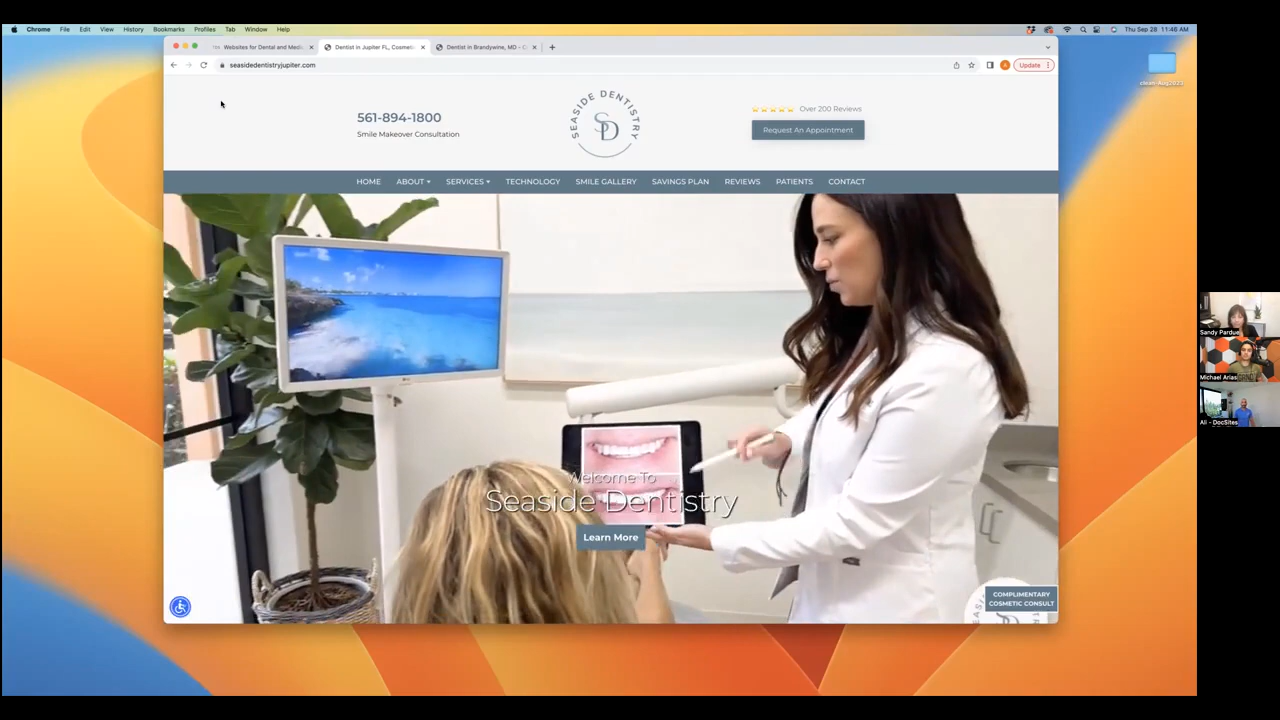 Chrome File Edit View History Bookmarks Profiles Tab Window Help
Thu Sep 28 11:46 AM
Websites for Dental and Medic
Dentist in Jupiter FL, Cosmeti
Dentist in Brandywine, MD - C
seasidedentistryjupiter.com
Update
561-894-1800
Smile Makeover Consultation
SEASIDE DENTISTRY
SD
Over 200 Reviews
Request An Appointment
HOME ABOUT SERVICES TECHNOLOGY SMILE GALLERY SAVINGS PLAN REVIEWS PATIENTS CONTACT
Welcome To
Seaside Dentistry
Learn More
COMPLIMENTARY
COSMETIC CONSULT
Sandy Pardue
Michael Arias
Ali - DocSites